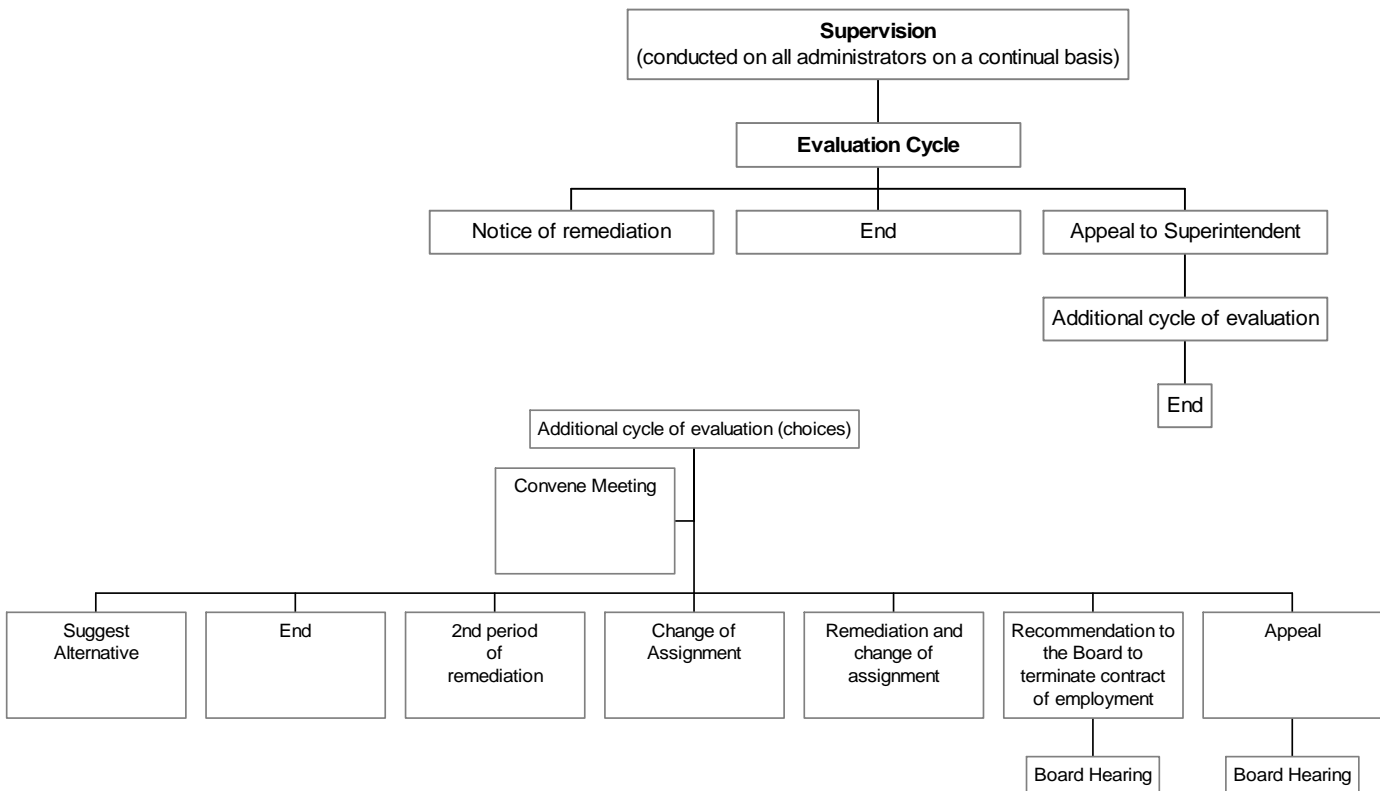 Supervision
(conducted on all administrators on a continual basis)
Evaluation Cycle
Notice of remediation
End
Appeal to Superintendent
Additional cycle of evaluation
End
Additional cycle of evaluation (choices)
Convene Meeting
Suggest
Alternative
End
2nd period
of
remediation
Change of
Assignment
Remediation and
change of
assignment
Recommendation to
the Board to
terminate contract
of employment
Appeal
Board Hearing
Board Hearing